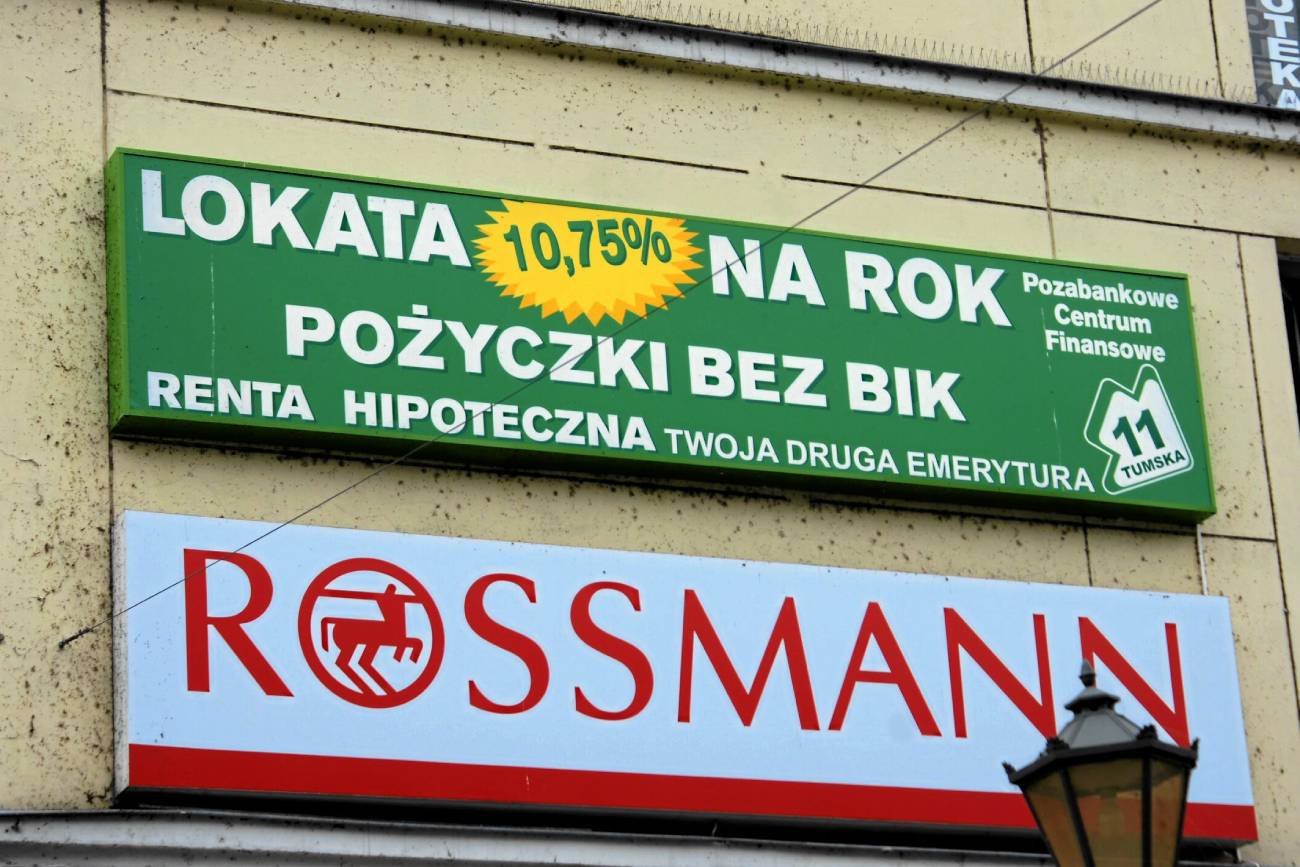 OTEKA
LOKATA 10,75% NA ROK
POŻYCZKI BEZ BIK
RENTA HIPOTECZNA TWOJA DRUGA EMERYTURA
Pozabankowe
Centrum
Finansowe
11
TUMSKA
ROSSMANN